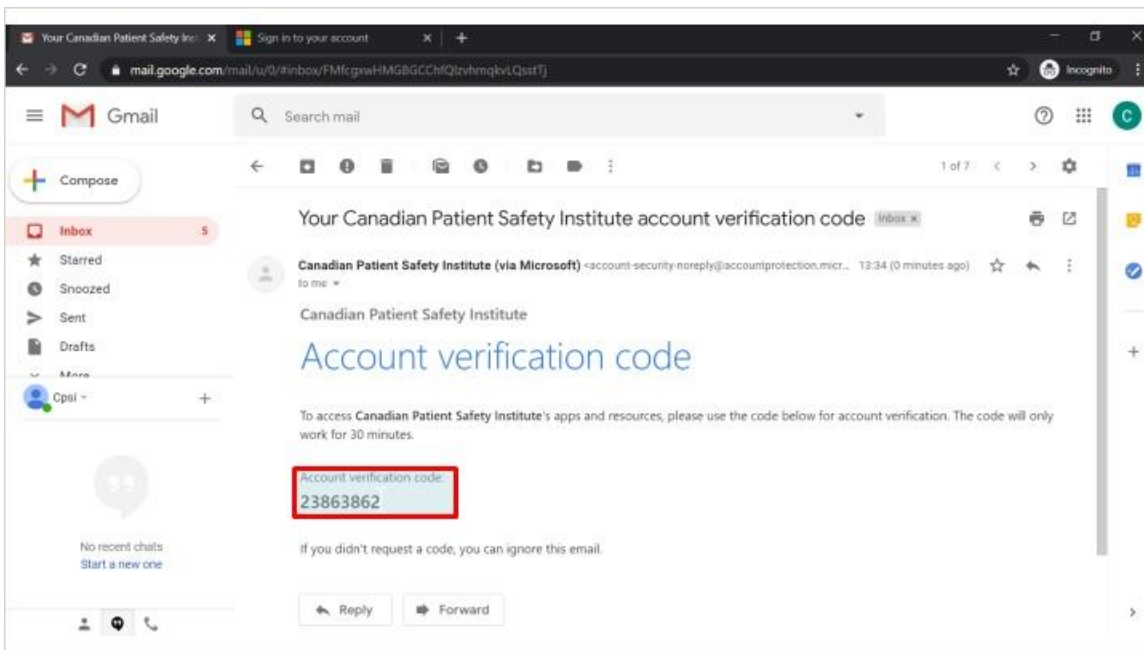 Your Canadian Patient Safety Inst
Sign in to your account
mail.google.com/mail/u/0/#inbox/
Incognito
Gmail
Search mail
C
Compose
1 of 7
Your Canadian Patient Safety Institute account verification code Inbox x
Inbox 5
Canadian Patient Safety Institute (via Microsoft) <account-security-noreply@accountprotection.micr... 13:34 (0 minutes ago)
Starred
to me
Snoozed
Canadian Patient Safety Institute
Sent
Drafts
Account verification code
More
Cpsi
To access Canadian Patient Safety Institute's apps and resources, please use the code below for account verification. The code will only
work for 30 minutes.
Account verification code:
23863862
No recent chats
Start a new one
If you didn't request a code, you can ignore this email.
Reply
Forward